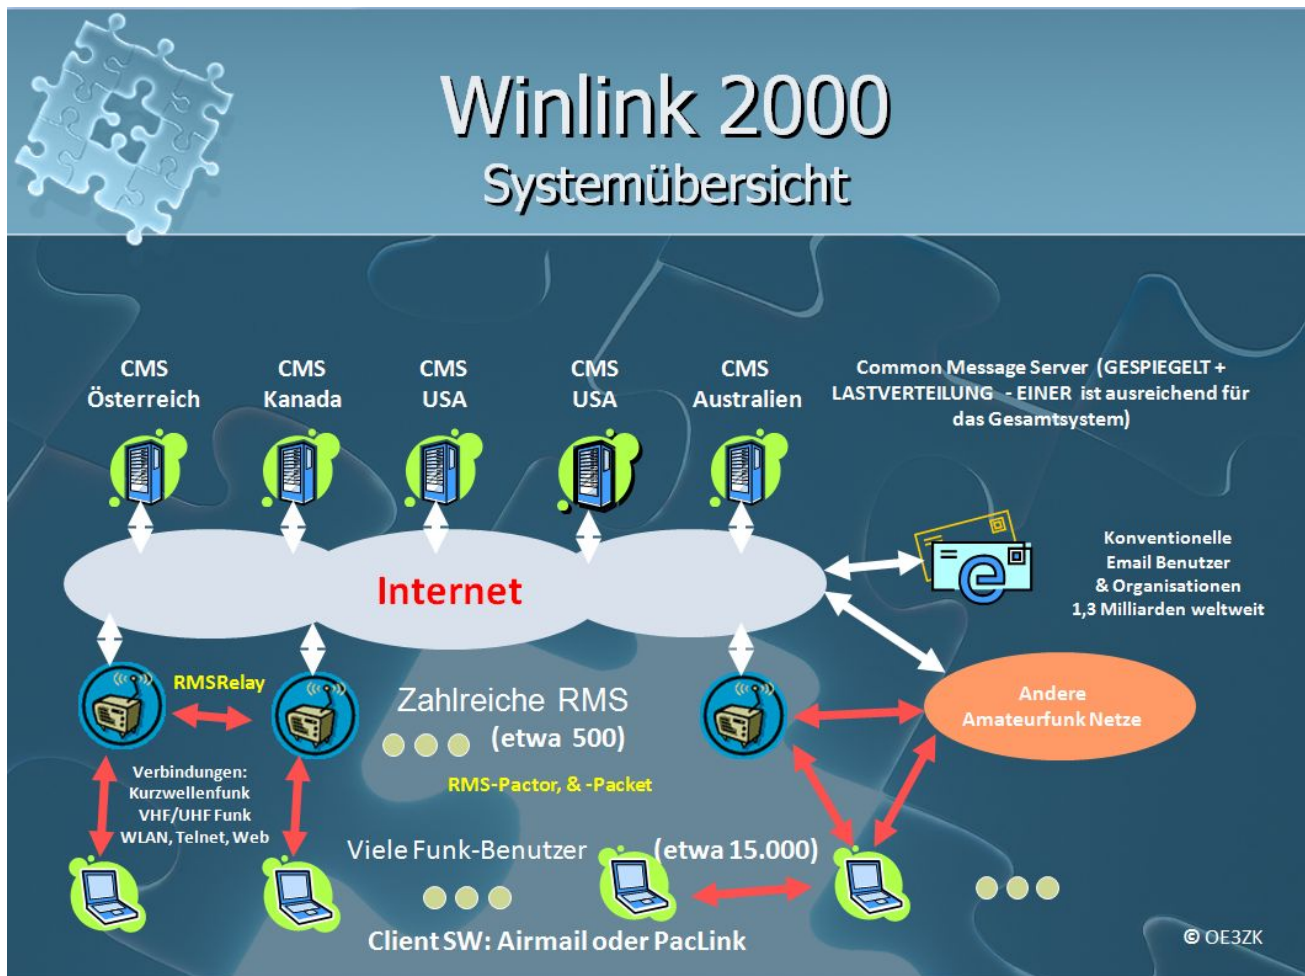 Winlink 2000
Systemübersicht
CMS
Österreich
CMS
Kanada
CMS
USA
CMS
USA
CMS
Australien
Common Message Server (GESPIEGELT +
LASTVERTEILUNG - EINER ist ausreichend für
das Gesamtsystem)
Internet
e
Konventionelle
Email Benutzer
& Organisationen
1,3 Milliarden weltweit
RMSRelay
Zahlreiche RMS
(etwa 500)
RMS-Pactor, & -Packet
Andere
Amateurfunk Netze
Verbindungen:
Kurzwellenfunk
VHF/UHF Funk
WLAN, Telnet, Web
Viele Funk-Benutzer (etwa 15.000)
Client SW: Airmail oder PacLink
© OE3ZK